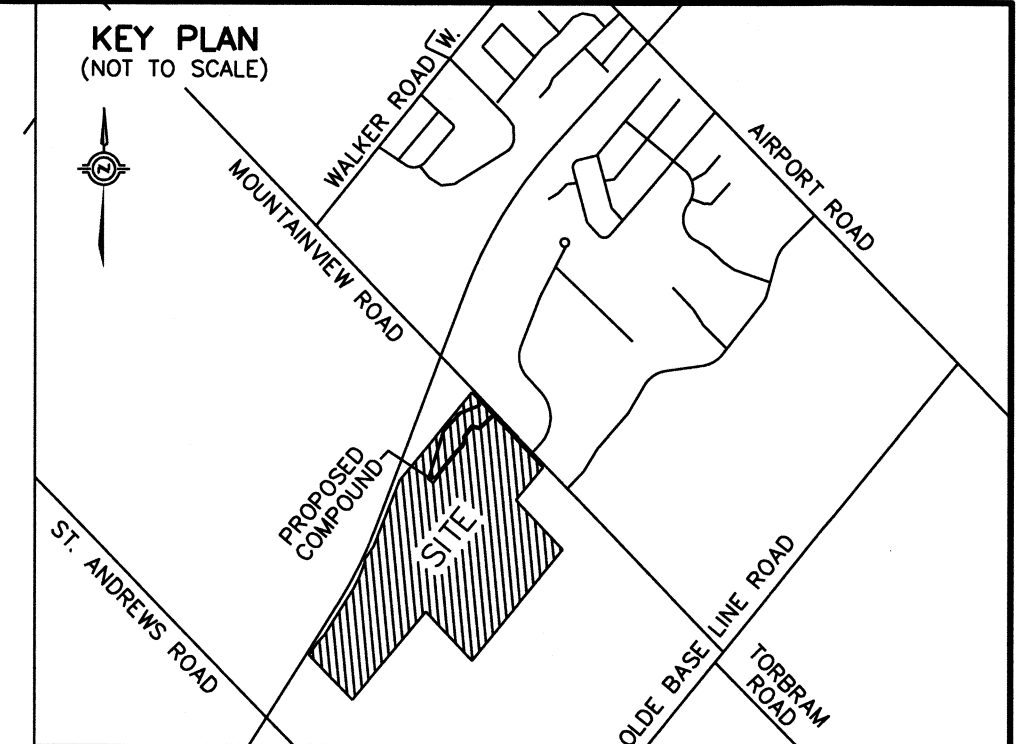 KEY PLAN
(NOT TO SCALE)
N
WALKER ROAD W.
MOUNTAINVIEW ROAD
AIRPORT ROAD
PROPOSED
COMPOUND
SITE
ST. ANDREWS ROAD
OLDE BASE LINE ROAD
TORBRAM
ROAD